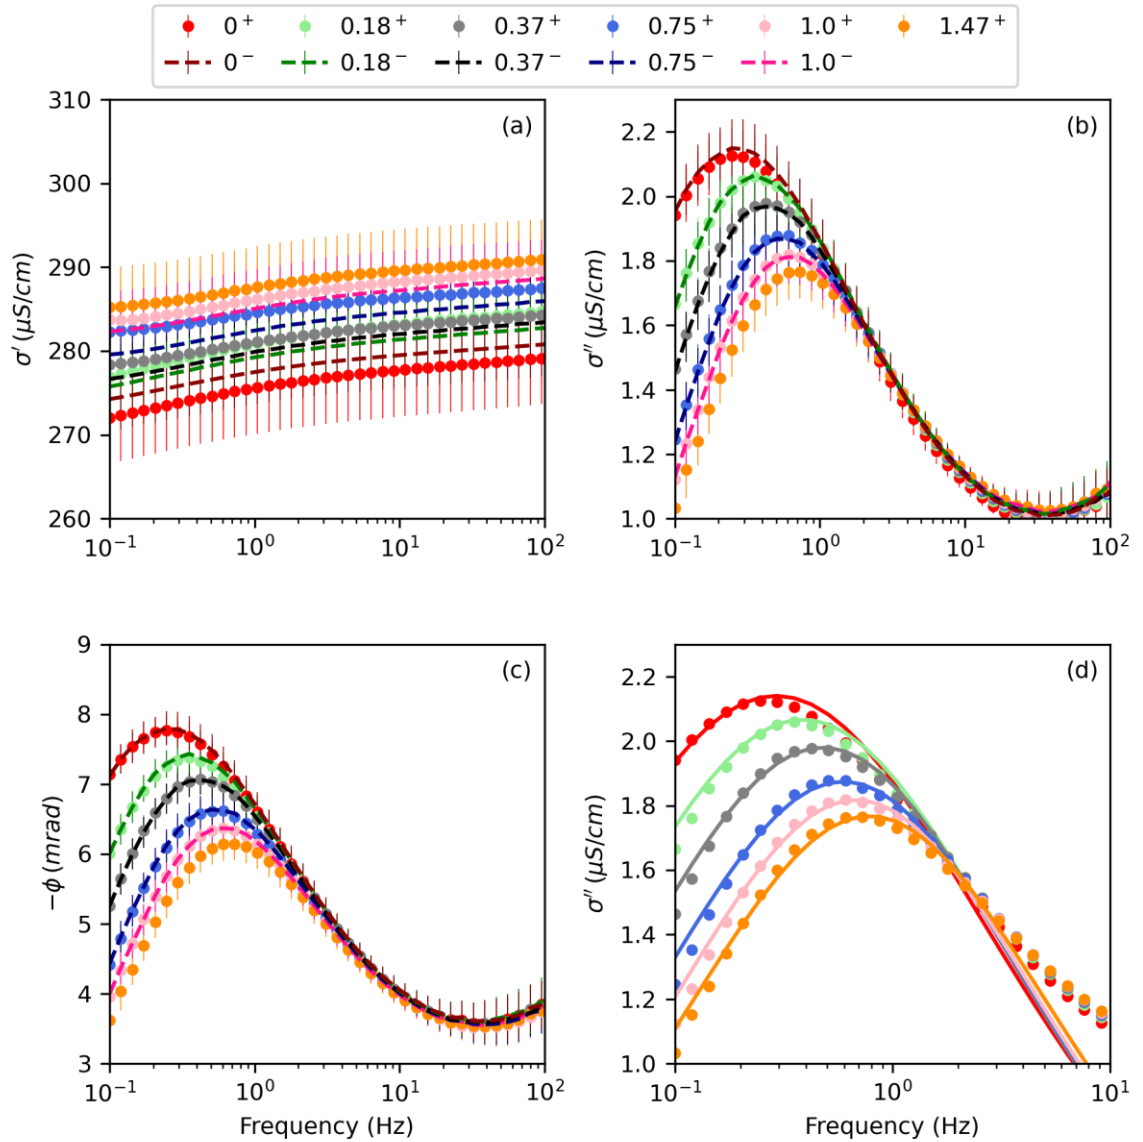 0⁺ 0.18⁺ 0.37⁺ 0.75⁺ 1.0⁺ 1.47⁺
0⁻ 0.18⁻ 0.37⁻ 0.75⁻ 1.0⁻
(a)
310
300
290
280
270
260
σ′ (μS/cm)
10⁻¹ 10⁰ 10¹ 10²
(b)
2.2
2.0
1.8
1.6
1.4
1.2
1.0
σ′′ (μS/cm)
10⁻¹ 10⁰ 10¹ 10²
(c)
9
8
7
6
5
4
3
−ϕ (mrad)
10⁻¹ 10⁰ 10¹ 10²
Frequency (Hz)
(d)
2.2
2.0
1.8
1.6
1.4
1.2
1.0
σ′′ (μS/cm)
10⁻¹ 10⁰ 10¹
Frequency (Hz)